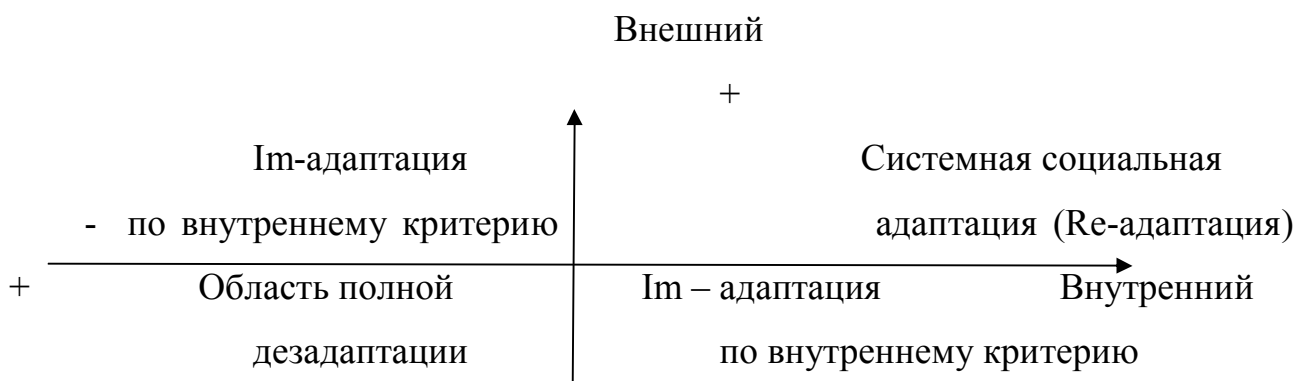 Внешний
+
Im-адаптация Системная социальная
- по внутреннему критерию адаптация (Re-адаптация)
+ Область полной Im – адаптация Внутренний
дезадаптации по внутреннему критерию